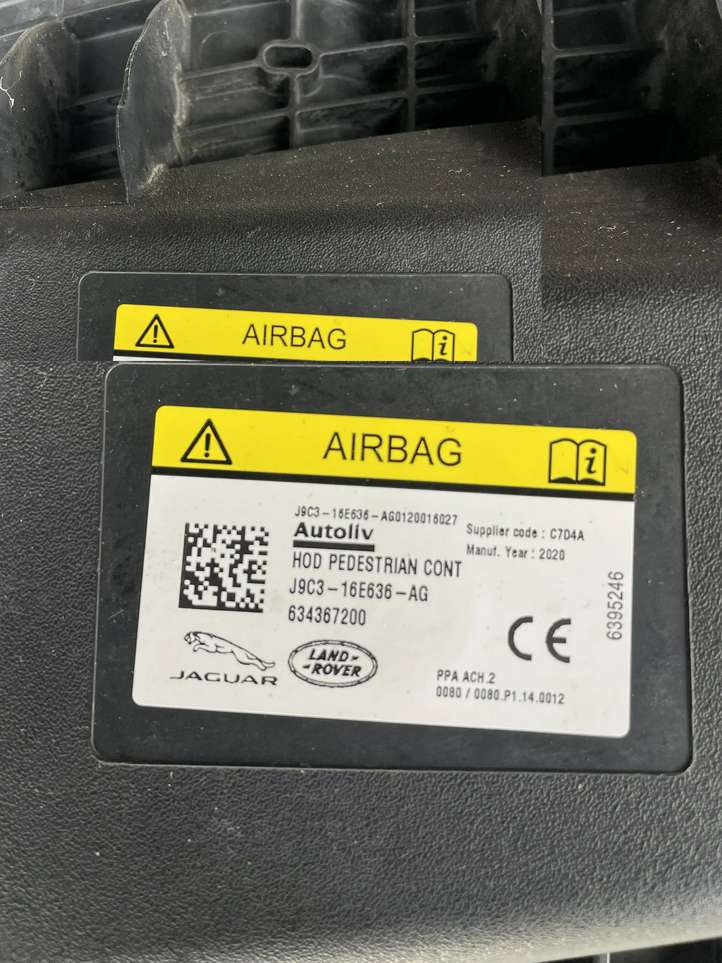 AIRBAG
AIRBAG
J9C3-16E636-AG0120016027
Autoliv
Supplier code : C7D4A
Manuf. Year : 2020
HOD PEDESTRIAN CONT
J9C3-16E636-AG
634367200
6395246
JAGUAR
LAND-
-ROVER
CE
PPA ACH.2
0080 / 0080.P1.14.0012